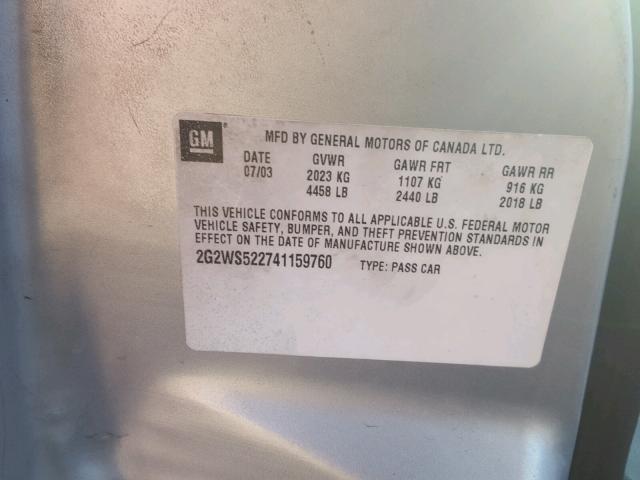 GM® MFD BY GENERAL MOTORS OF CANADA LTD.
DATE GVWR GAWR FRT GAWR RR
07/03 2023 KG 1107 KG 916 KG
4458 LB 2440 LB 2018 LB
THIS VEHICLE CONFORMS TO ALL APPLICABLE U.S. FEDERAL MOTOR
VEHICLE SAFETY, BUMPER, AND THEFT PREVENTION STANDARDS IN
EFFECT ON THE DATE OF MANUFACTURE SHOWN ABOVE.
2G2WS522741159760 TYPE: PASS CAR